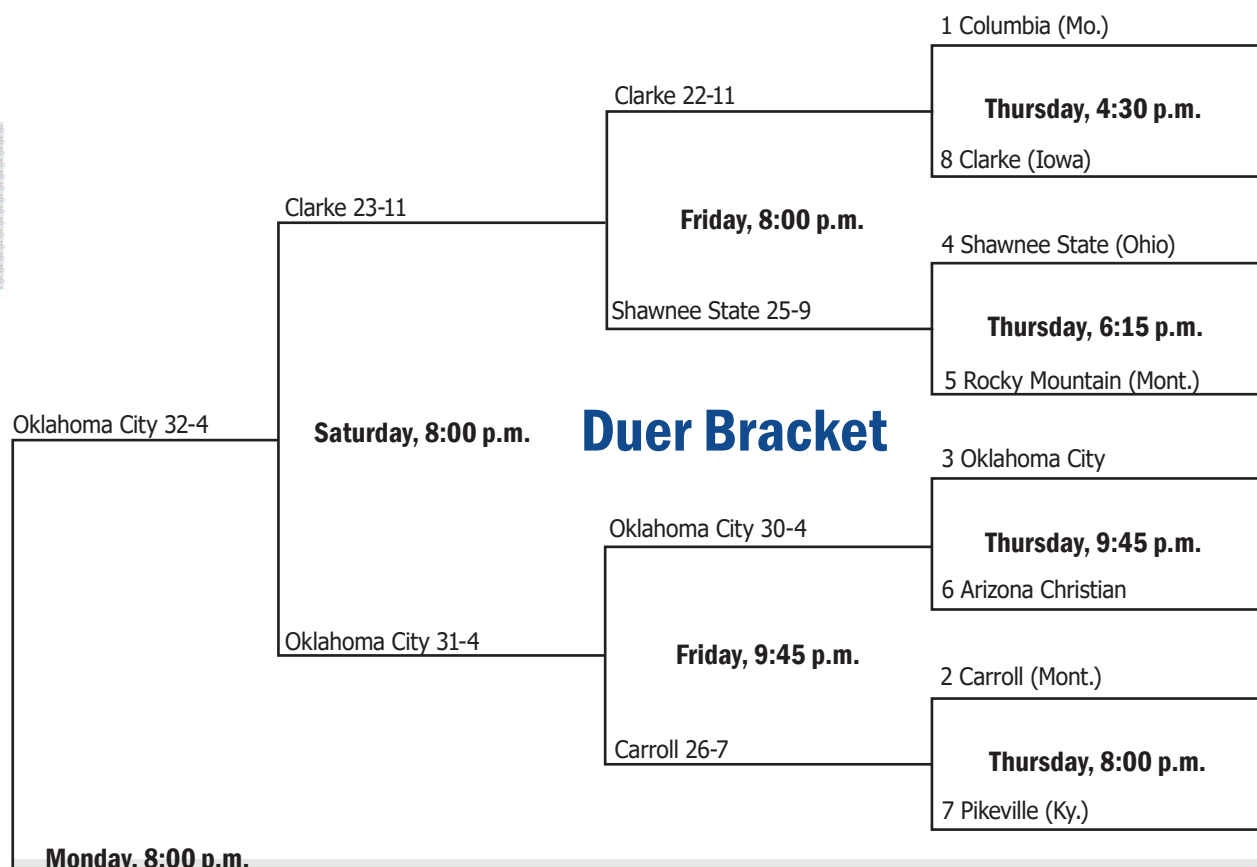 1 Columbia (Mo.)
Clarke 22-11
Thursday, 4:30 p.m.
8 Clarke (Iowa)
Clarke 23-11
Friday, 8:00 p.m.
4 Shawnee State (Ohio)
Shawnee State 25-9
Thursday, 6:15 p.m.
5 Rocky Mountain (Mont.)
Oklahoma City 32-4
Saturday, 8:00 p.m.
Duer Bracket
3 Oklahoma City
Oklahoma City 30-4
Thursday, 9:45 p.m.
6 Arizona Christian
Oklahoma City 31-4
Friday, 9:45 p.m.
2 Carroll (Mont.)
Carroll 26-7
Thursday, 8:00 p.m.
7 Pikeville (Ky.)
Monday, 8:00 p.m.